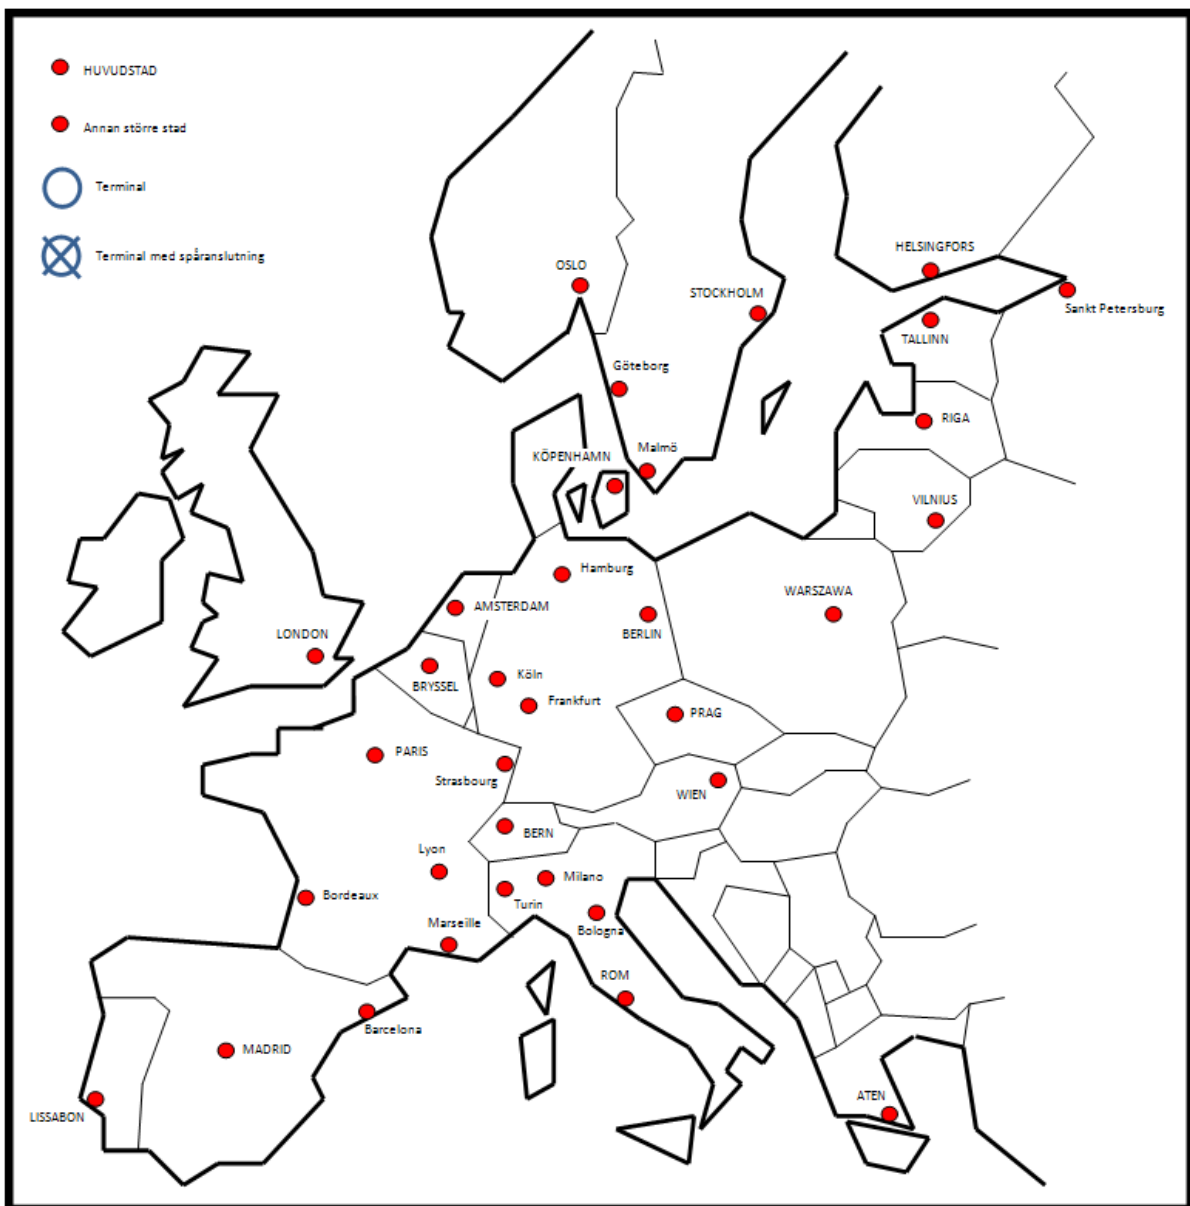 HUVUDSTAD
Annan större stad
Terminal
Terminal med spåranslutning
HELSINGFORS
OSLO
STOCKHOLM
Sankt Petersburg
TALLINN
Göteborg
RIGA
Malmö
KÖPENHAMN
VILNIUS
Hamburg
WARSZAWA
AMSTERDAM
BERLIN
LONDON
Köln
BRYSSEL
Frankfurt
PRAG
PARIS
Strasbourg
WIEN
BERN
Lyon
Milano
Bordeaux
Turin
Marseille
Bologna
ROM
Barcelona
MADRID
ATEN
LISSABON